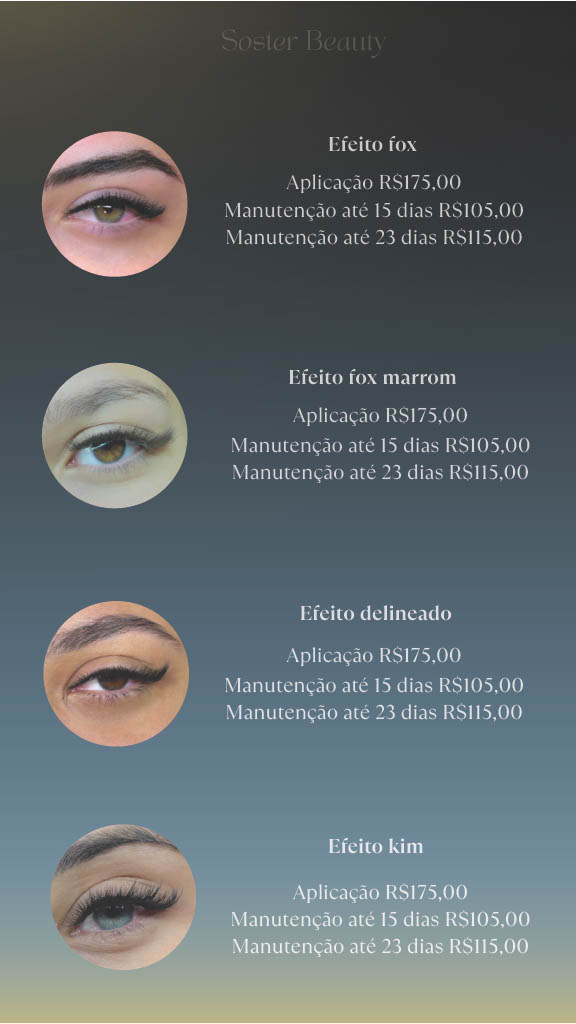 Soster Beauty
Efeito fox
Aplicação R$175,00
Manutenção até 15 dias R$105,00
Manutenção até 23 dias R$115,00
Efeito fox marrom
Aplicação R$175,00
Manutenção até 15 dias R$105,00
Manutenção até 23 dias R$115,00
Efeito delineado
Aplicação R$175,00
Manutenção até 15 dias R$105,00
Manutenção até 23 dias R$115,00
Efeito kim
Aplicação R$175,00
Manutenção até 15 dias R$105,00
Manutenção até 23 dias R$115,00